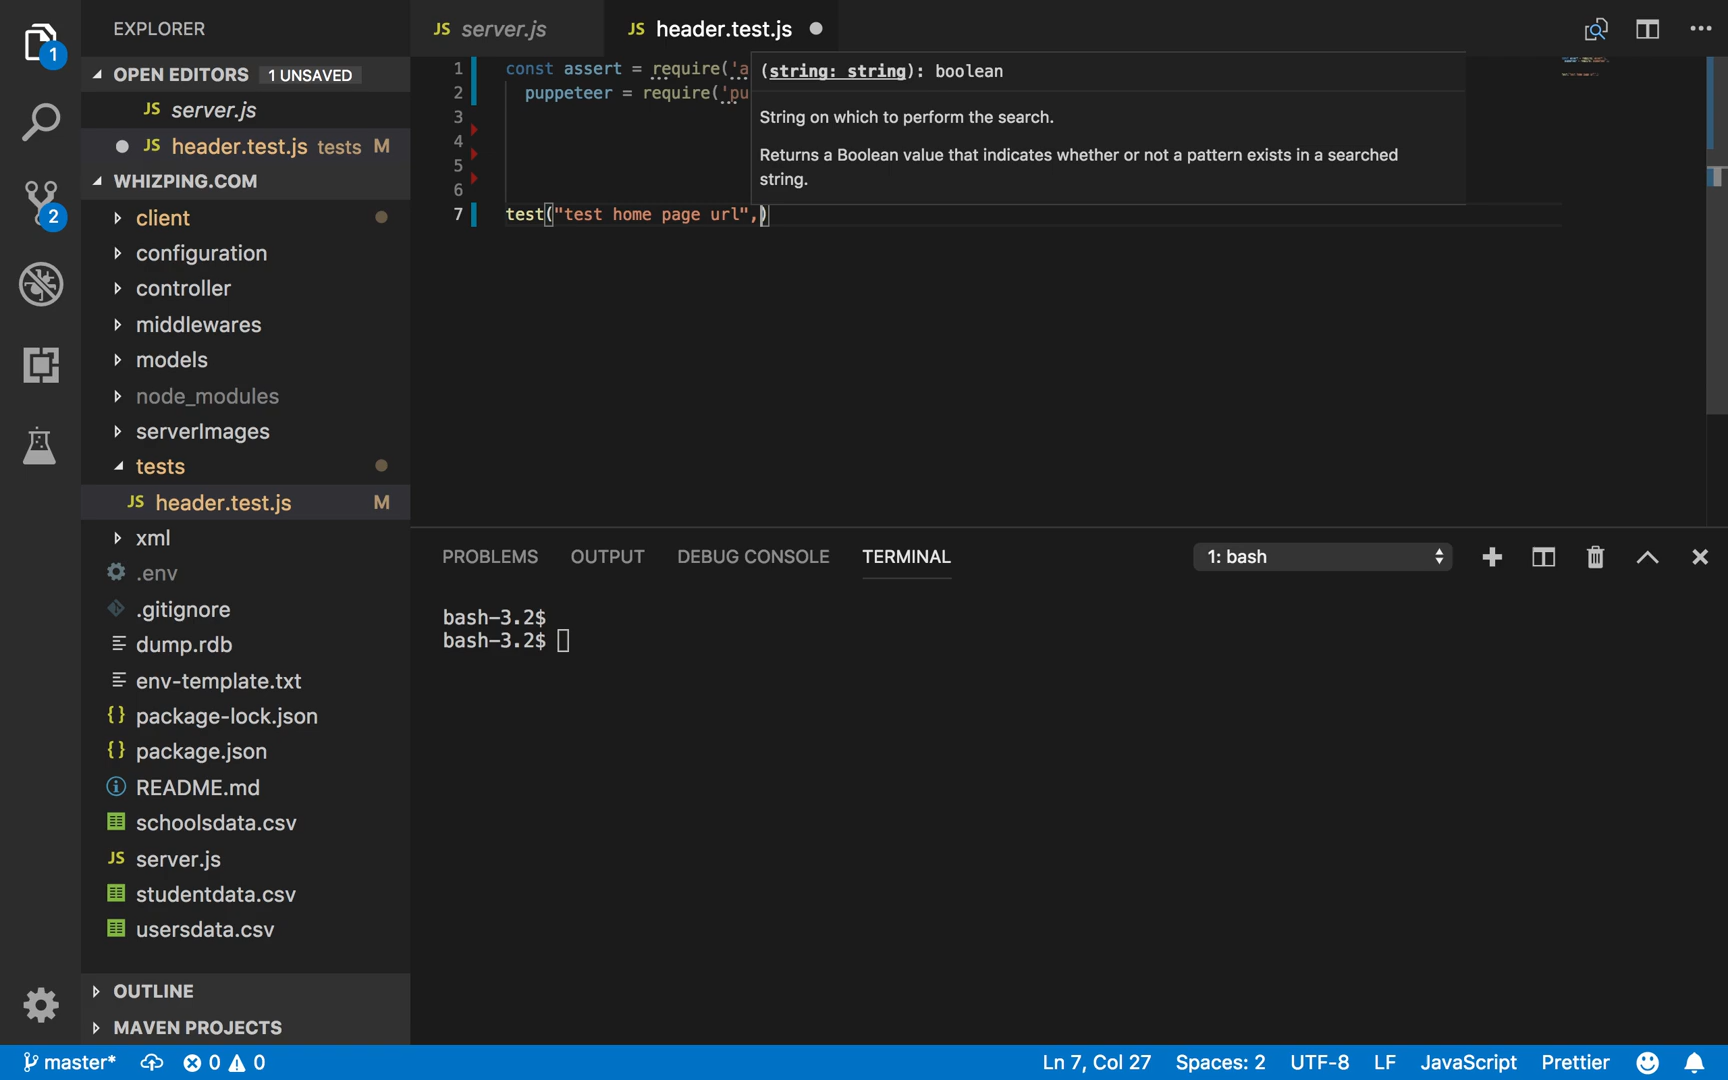 EXPLORER
OPEN EDITORS 1 UNSAVED
JS server.js
JS header.test.js tests M
WHIZPING.COM
client
configuration
controller
middlewares
models
node_modules
serverImages
tests
JS header.test.js M
xml
.env
.gitignore
dump.rdb
env-template.txt
{} package-lock.json
{} package.json
README.md
schoolsdata.csv
JS server.js
studentdata.csv
usersdata.csv
OUTLINE
MAVEN PROJECTS
1
2
JS server.js
JS header.test.js
1 const assert = require('a
2 puppeteer = require('pu
3
4
5
6
7 test("test home page url",)
(string: string): boolean
String on which to perform the search.
Returns a Boolean value that indicates whether or not a pattern exists in a searched
string.
PROBLEMS OUTPUT DEBUG CONSOLE TERMINAL
1: bash
bash-3.2$
bash-3.2$
master* 0 0
Ln 7, Col 27 Spaces: 2 UTF-8 LF JavaScript Prettier